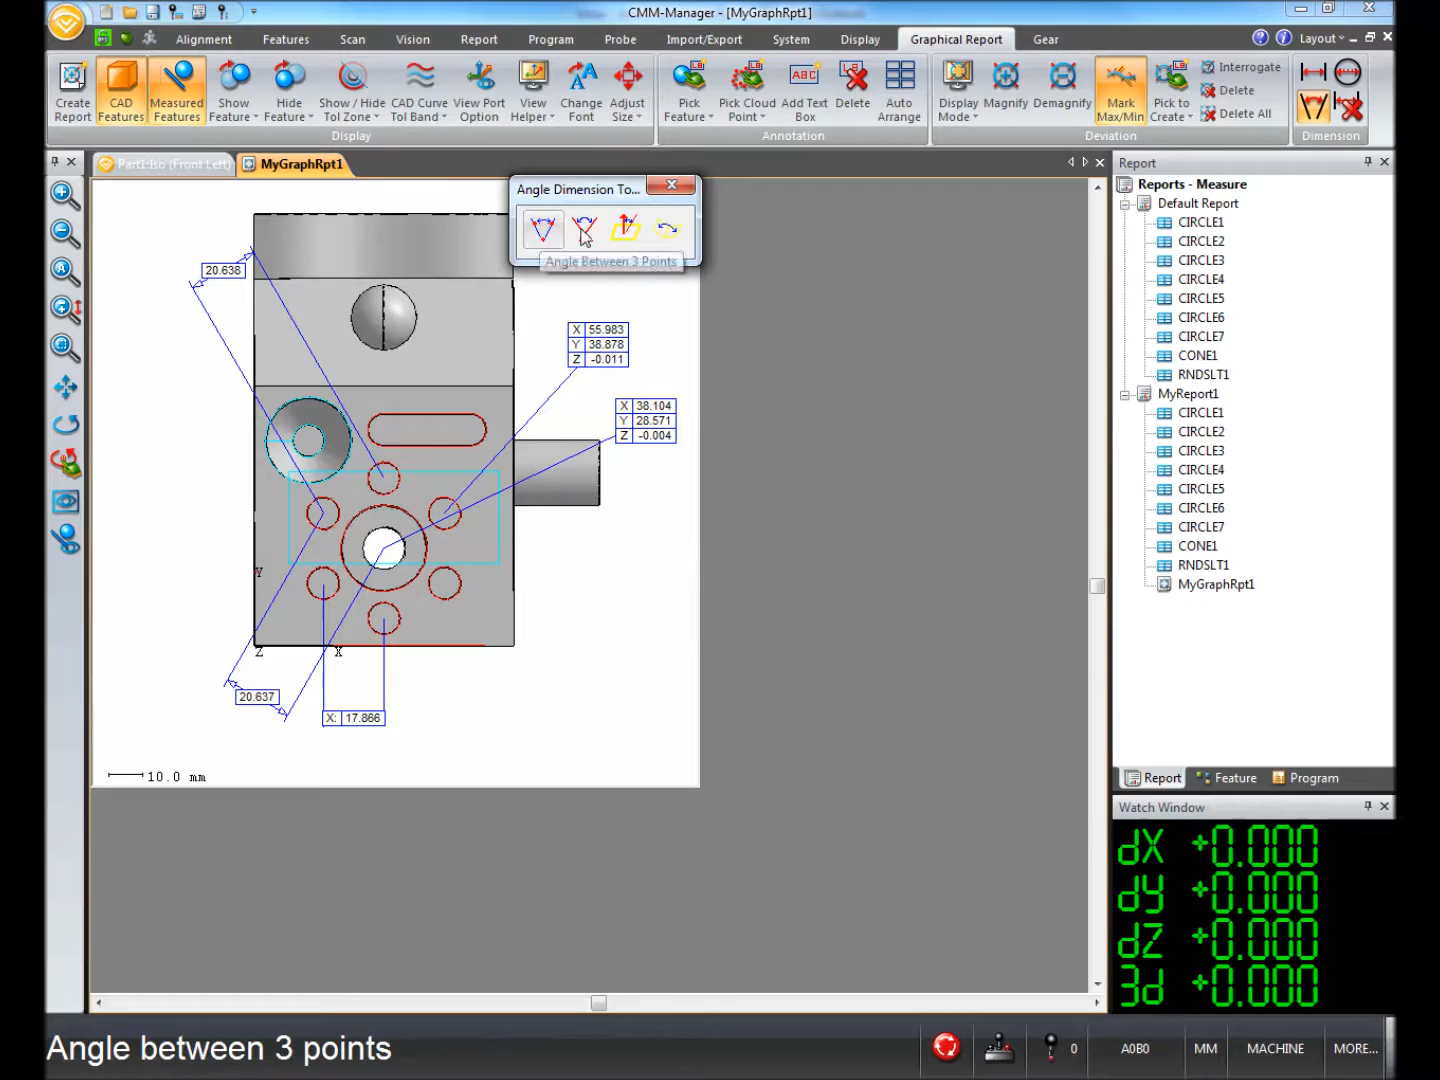 CMM-Manager - [MyGraphRpt1]
Alignment Features Scan Vision Report Program Probe Import/Export System Display Graphical Report Gear Layout
Create Report
CAD Features
Measured Features
Show Feature
Hide Feature
Show / Hide Tol Zone
CAD Curve Tol Band
View Port Option
View Helper
Change Font
Adjust Size
Pick Feature
Pick Cloud Point
Add Text Box
Delete
Auto Arrange
Display Mode
Magnify
Demagnify
Mark Max/Min
Pick to Create
Interrogate
Delete
Delete All
Display Annotation Deviation Dimension
Part1:Iso (Front Left) MyGraphRpt1
Angle Dimension To...
Angle Between 3 Points
20.638
X 55.983
Y 38.878
Z -0.011
X 38.104
Y 28.571
Z -0.004
Y
Z X
20.637
X: 17.866
10.0 mm
Report
Reports - Measure
Default Report
CIRCLE1
CIRCLE2
CIRCLE3
CIRCLE4
CIRCLE5
CIRCLE6
CIRCLE7
CONE1
RNDSLT1
MyReport1
CIRCLE1
CIRCLE2
CIRCLE3
CIRCLE4
CIRCLE5
CIRCLE6
CIRCLE7
CONE1
RNDSLT1
MyGraphRpt1
Report Feature Program
Watch Window
dX +0.000
dY +0.000
dZ +0.000
3d +0.000
Angle between 3 points
0 A0B0 MM MACHINE MORE...